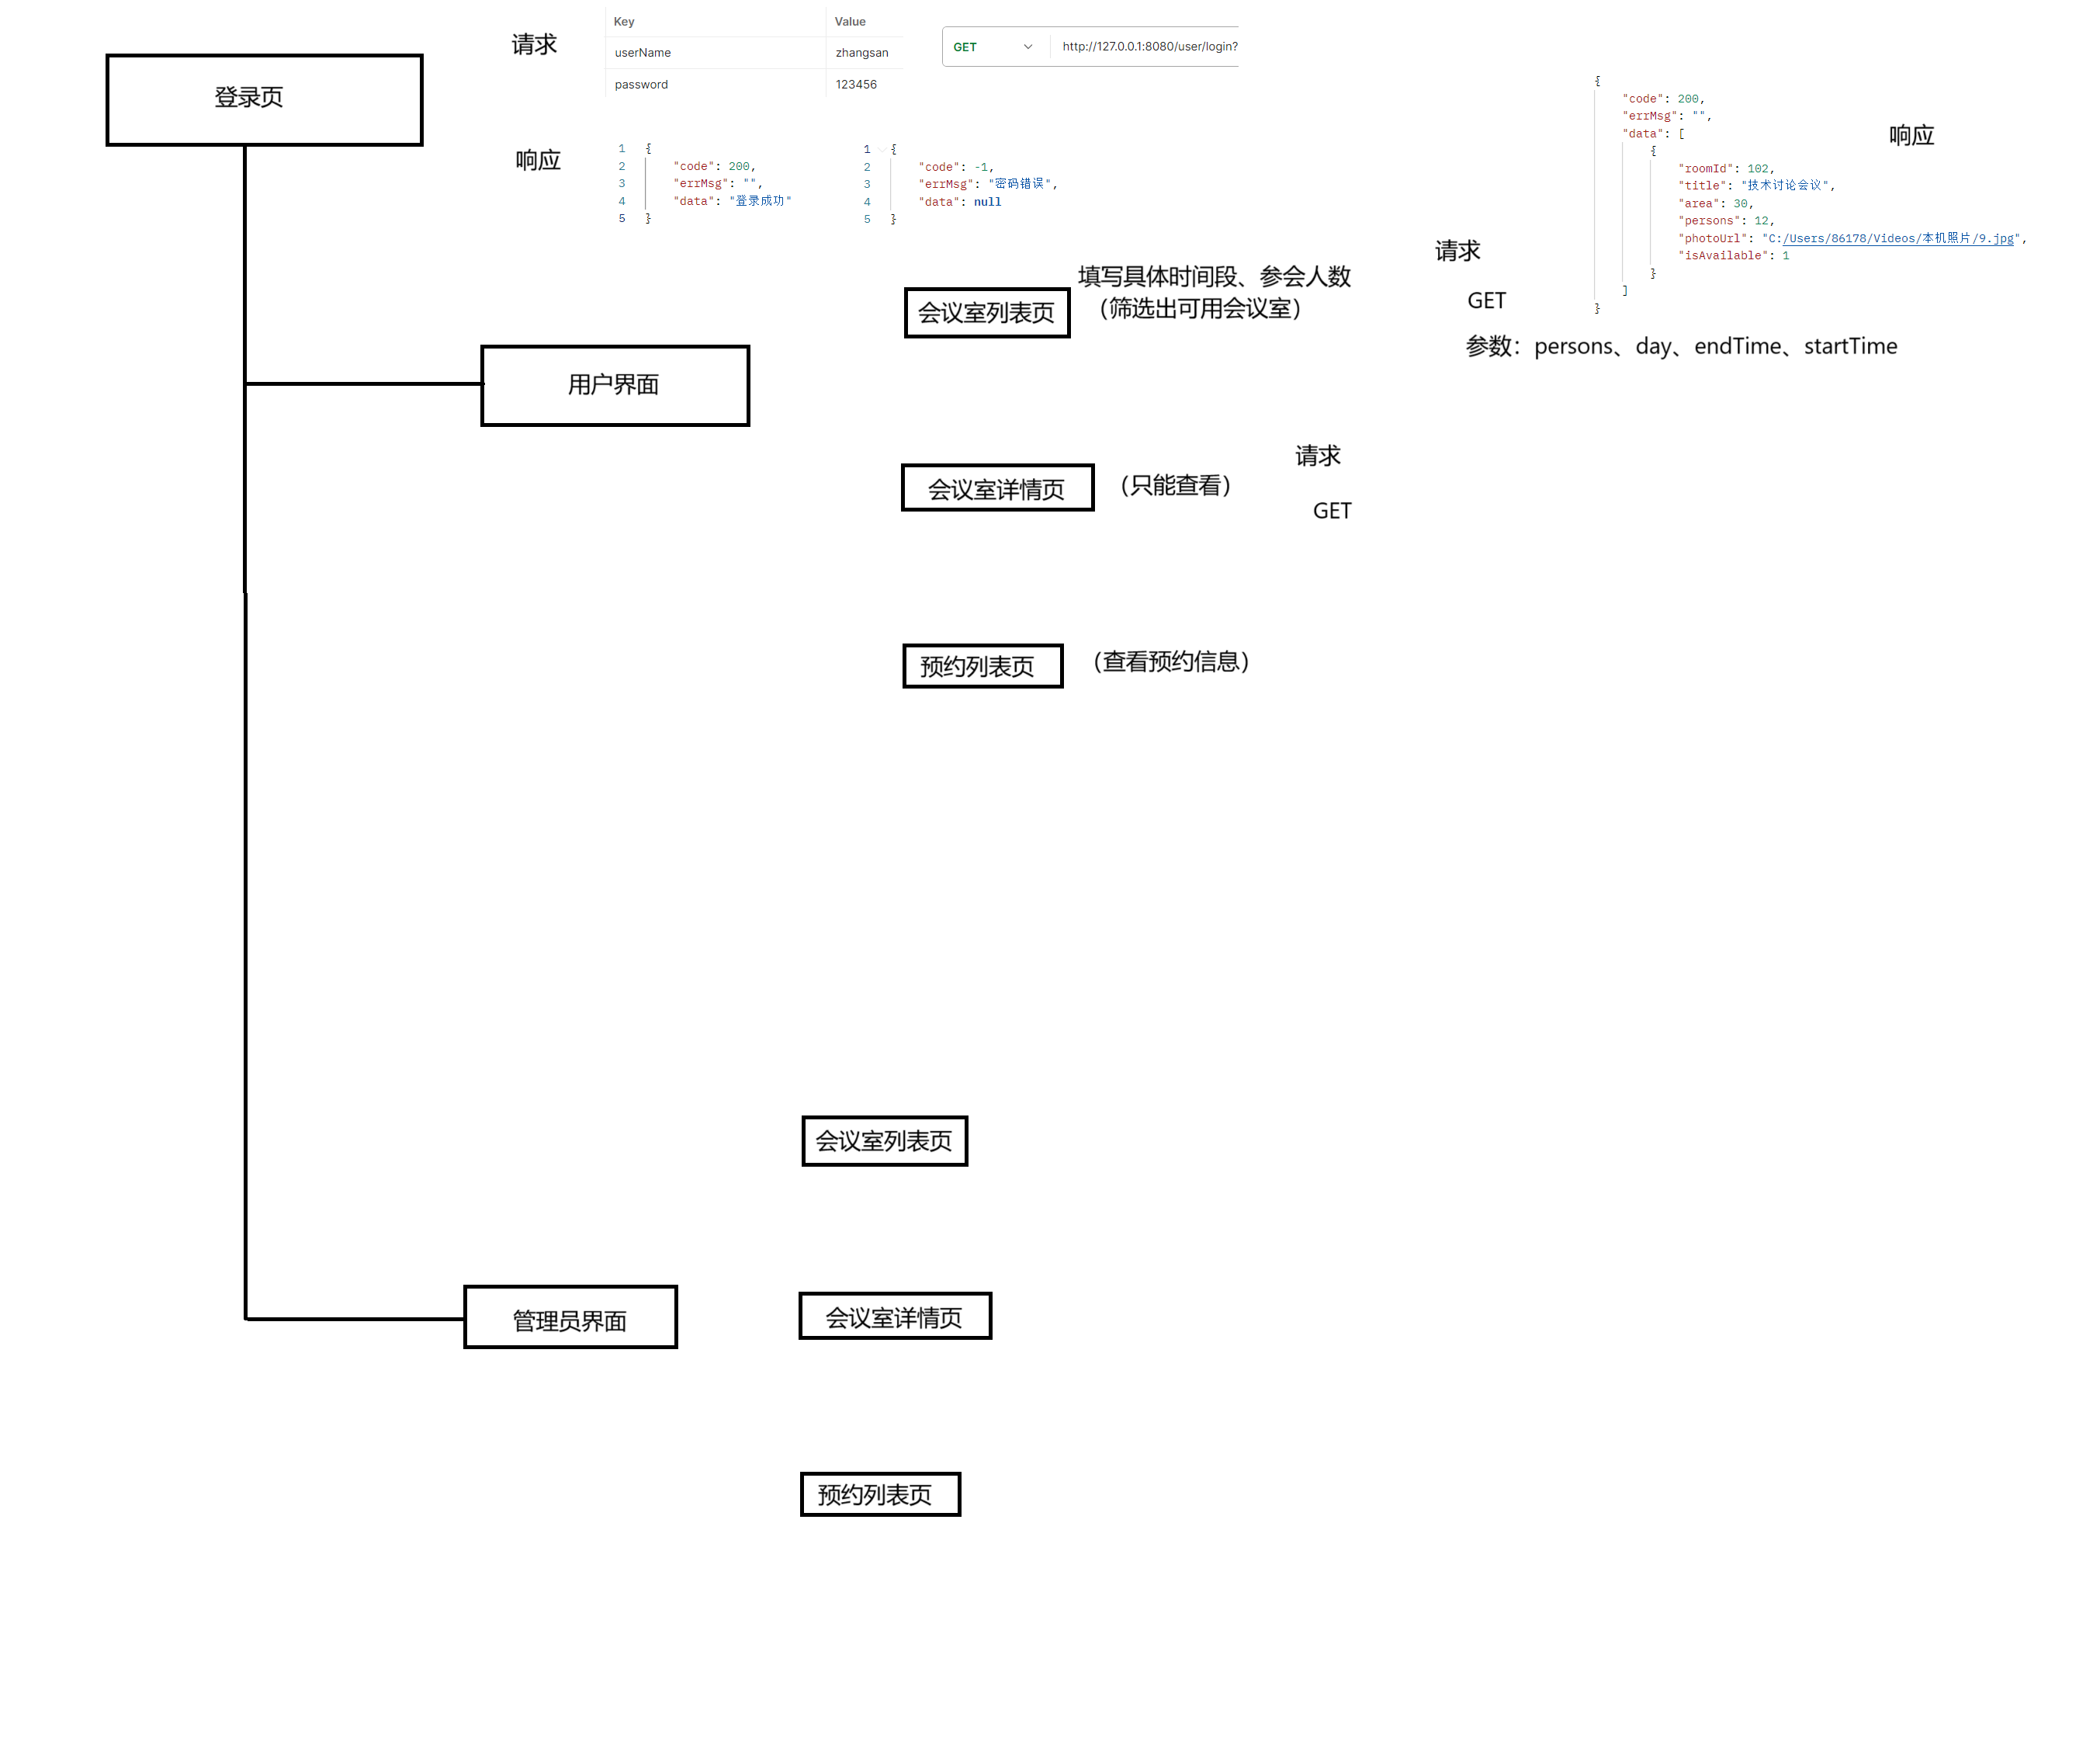 登录页
请求
Key Value
userName zhangsan
password 123456
GET http://127.0.0.1:8080/user/login?
响应
1 {
2 "code": 200,
3 "errMsg": "",
4 "data": "登录成功"
5 }
1 {
2 "code": -1,
3 "errMsg": "密码错误",
4 "data": null
5 }
用户界面
会议室列表页
填写具体时间段、参会人数
（筛选出可用会议室）
请求
GET
参数：persons、day、endTime、startTime
响应
{
"code": 200,
"errMsg": "",
"data": [
{
"roomId": 102,
"title": "技术讨论会议",
"area": 30,
"persons": 12,
"photoUrl": "C:/Users/86178/Videos/本机照片/9.jpg",
"isAvailable": 1
}
]
}
会议室详情页
（只能查看）
请求
GET
预约列表页
（查看预约信息）
管理员界面
会议室列表页
会议室详情页
预约列表页